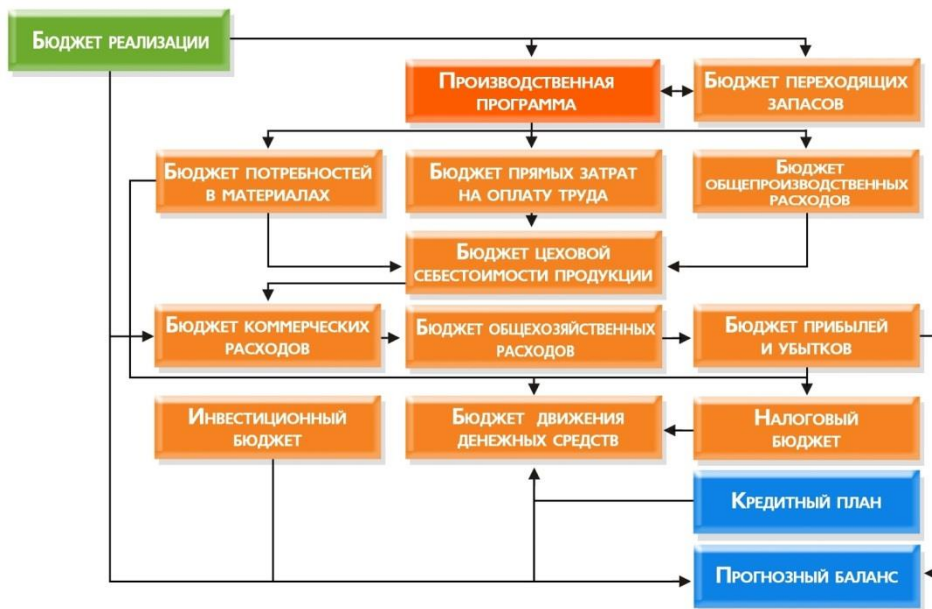 Бюджет реализации
Производственная
программа
Бюджет переходящих
запасов
Бюджет потребностей
в материалах
Бюджет прямых затрат
на оплату труда
Бюджет
общепроизводственных
расходов
Бюджет цеховой
себестоимости продукции
Бюджет коммерческих
расходов
Бюджет общехозяйственных
расходов
Бюджет прибылей
и убытков
Инвестиционный
бюджет
Бюджет движения
денежных средств
Налоговый
бюджет
Кредитный план
Прогнозный баланс